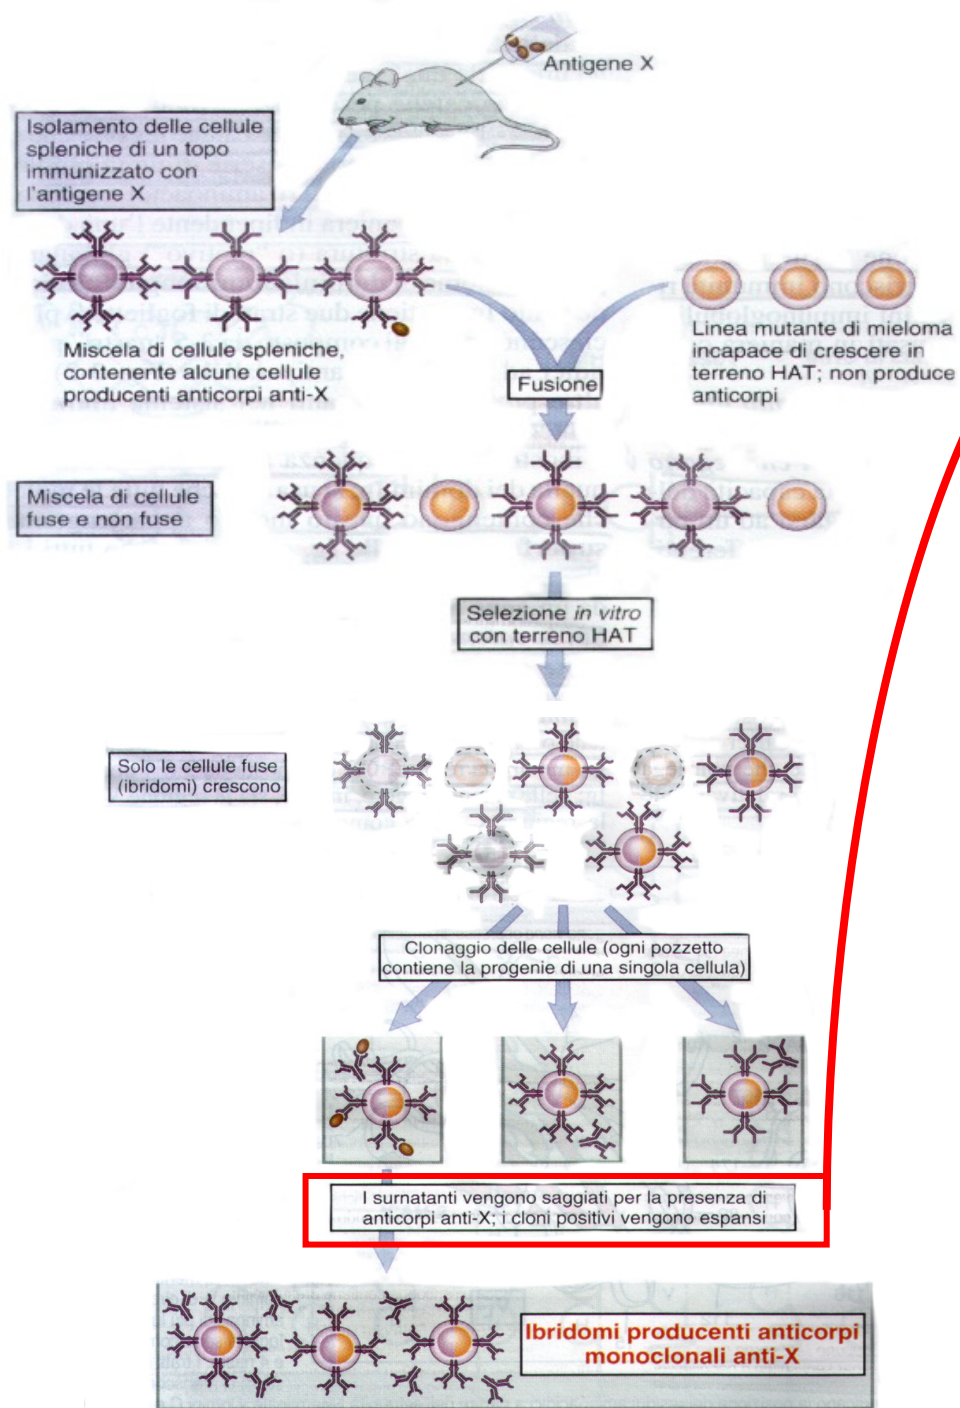 Antigene X
Isolamento delle cellule
spleniche di un topo
immunizzato con
l'antigene X
Miscela di cellule spleniche,
contenente alcune cellule
producenti anticorpi anti-X
Linea mutante di mieloma
incapace di crescere in
terreno HAT; non produce
anticorpi
Fusione
Miscela di cellule
fuse e non fuse
Selezione in vitro
con terreno HAT
Solo le cellule fuse
(ibridomi) crescono
Clonaggio delle cellule (ogni pozzetto
contiene la progenie di una singola cellula)
I surnatanti vengono saggiati per la presenza di
anticorpi anti-X; i cloni positivi vengono espansi
Ibridomi producenti anticorpi
monoclonali anti-X